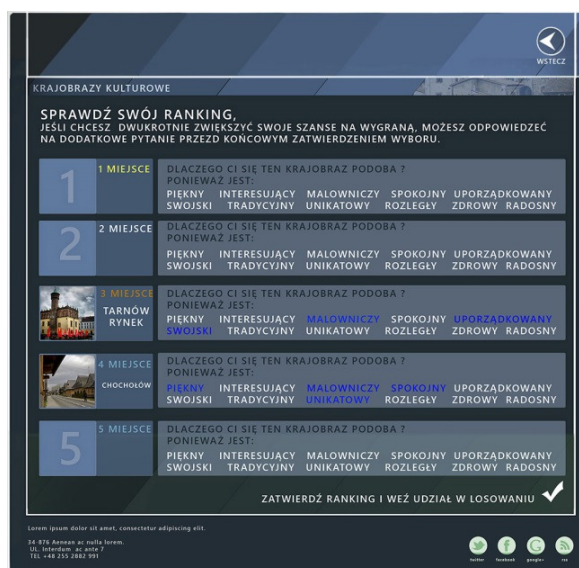 WSTECZ
KRAJOBRAZY KULTUROWE
SPRAWDŹ SWÓJ RANKING,
JEŚLI CHCESZ DWUKROTNIE ZWIĘKSZYĆ SWOJE SZANSE NA WYGRANĄ, MOŻESZ ODPOWIEDZEĆ
NA DODATKOWE PYTANIE PRZEZD KOŃCOWYM ZATWIERDZENIEM WYBORU.
1
1 MIEJSCE
DLACZEGO CI SIĘ TEN KRAJOBRAZ PODOBA ?
PONIEWAŻ JEST:
PIĘKNY INTERESUJĄCY MALOWNICZY SPOKOJNY UPORZĄDKOWANY
SWOJSKI TRADYCYJNY UNIKATOWY ROZLEGŁY ZDROWY RADOSNY
2
2 MIEJSCE
DLACZEGO CI SIĘ TEN KRAJOBRAZ PODOBA ?
PONIEWAŻ JEST:
PIĘKNY INTERESUJĄCY MALOWNICZY SPOKOJNY UPORZĄDKOWANY
SWOJSKI TRADYCYJNY UNIKATOWY ROZLEGŁY ZDROWY RADOSNY
3 MIEJSCE
TARNÓW
RYNEK
DLACZEGO CI SIĘ TEN KRAJOBRAZ PODOBA ?
PONIEWAŻ JEST:
PIĘKNY INTERESUJĄCY MALOWNICZY SPOKOJNY UPORZĄDKOWANY
SWOJSKI TRADYCYJNY UNIKATOWY ROZLEGŁY ZDROWY RADOSNY
4 MIEJSCE
CHOCHOŁÓW
DLACZEGO CI SIĘ TEN KRAJOBRAZ PODOBA ?
PONIEWAŻ JEST:
PIĘKNY INTERESUJĄCY MALOWNICZY SPOKOJNY UPORZĄDKOWANY
SWOJSKI TRADYCYJNY UNIKATOWY ROZLEGŁY ZDROWY RADOSNY
5
5 MIEJSCE
DLACZEGO CI SIĘ TEN KRAJOBRAZ PODOBA ?
PONIEWAŻ JEST:
PIĘKNY INTERESUJĄCY MALOWNICZY SPOKOJNY UPORZĄDKOWANY
SWOJSKI TRADYCYJNY UNIKATOWY ROZLEGŁY ZDROWY RADOSNY
ZATWIERDŹ RANKING I WEŹ UDZIAŁ W LOSOWANIU
Lorem ipsum dolor sit amet, consectetur adipiscing elit.
34-876 Aenean ac nulla lorem.
UL. Interdum ac ante 7
TEL +48 255 2882 991
twitter facebook google+ rss